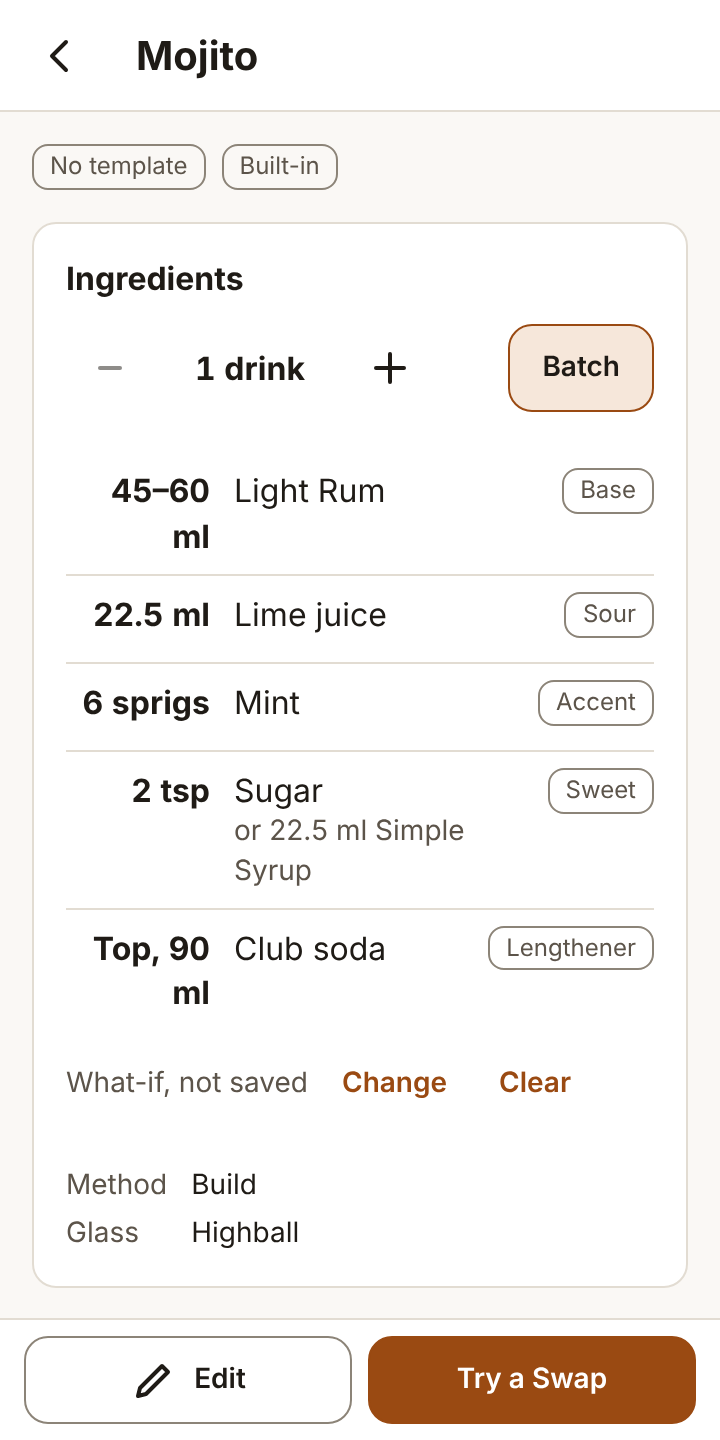 Mojito
No template Built-in
Ingredients
1 drink Batch
45–60 ml Light Rum Base
22.5 ml Lime juice Sour
6 sprigs Mint Accent
2 tsp Sugar Sweet
or 22.5 ml Simple
Syrup
Top, 90 ml Club soda Lengthener
What-if, not saved Change Clear
Method Build
Glass Highball
Edit Try a Swap